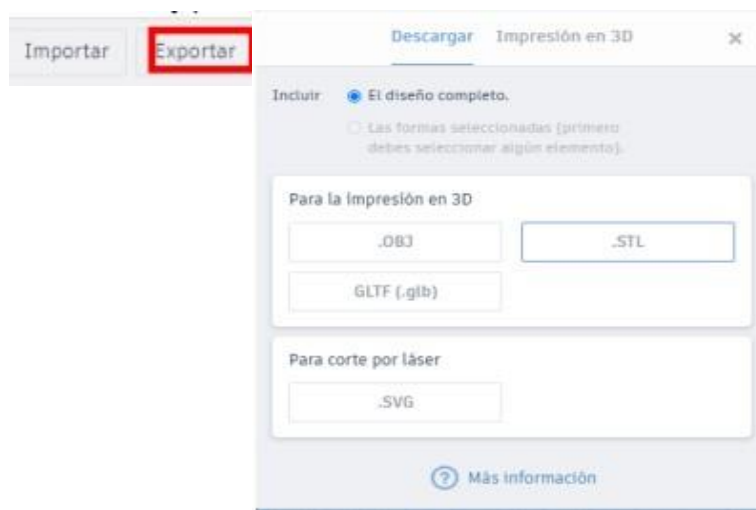 Importar Exportar
Descargar Impresión en 3D ×
Incluir El diseño completo.
Las formas seleccionadas (primero
debes seleccionar algún elemento).
Para la impresión en 3D
.OBJ .STL
GLTF (.glb)
Para corte por láser
.SVG
? Más información